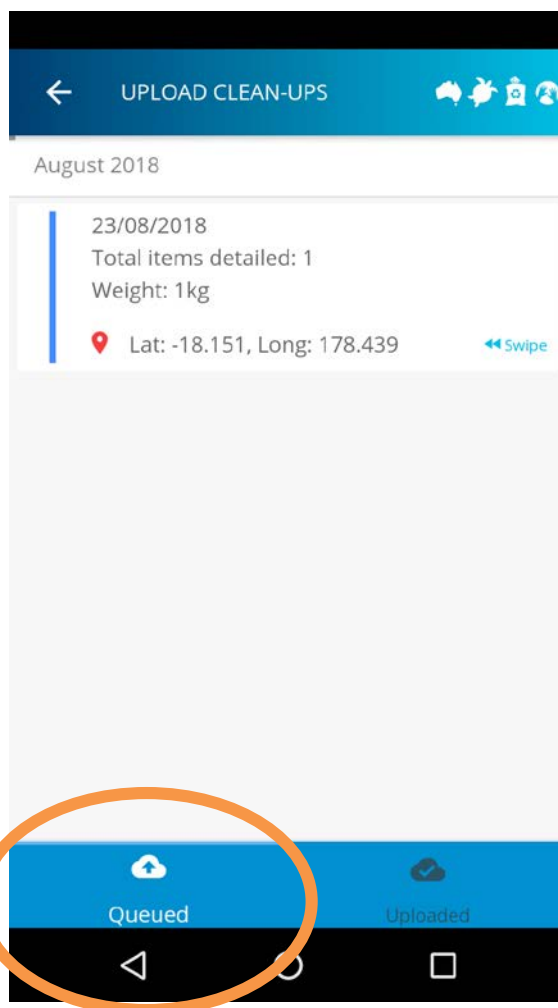 UPLOAD CLEAN-UPS
August 2018
23/08/2018
Total items detailed: 1
Weight: 1kg
Lat: -18.151, Long: 178.439
Swipe
Queued
Uploaded